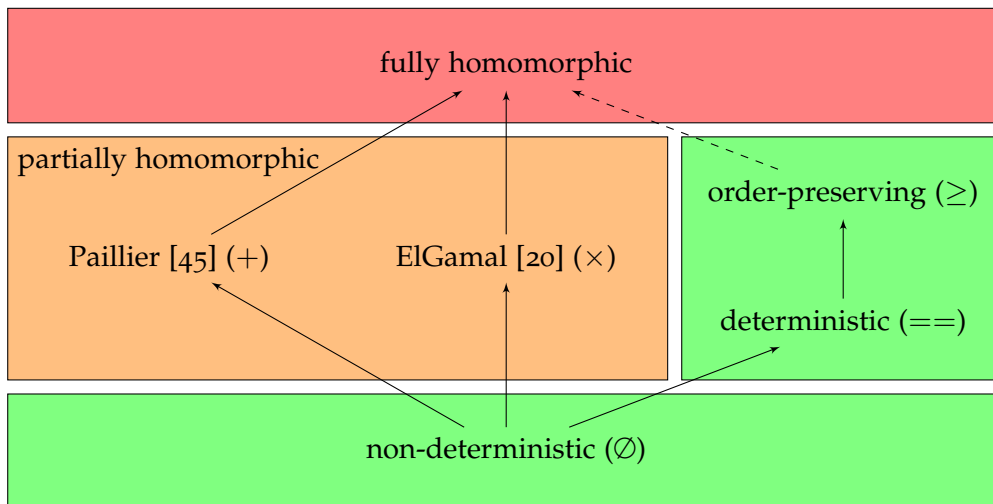 fully homomorphic
partially homomorphic
order-preserving (≥)
Paillier [45] (+)
ElGamal [20] (×)
deterministic (==)
non-deterministic (∅)